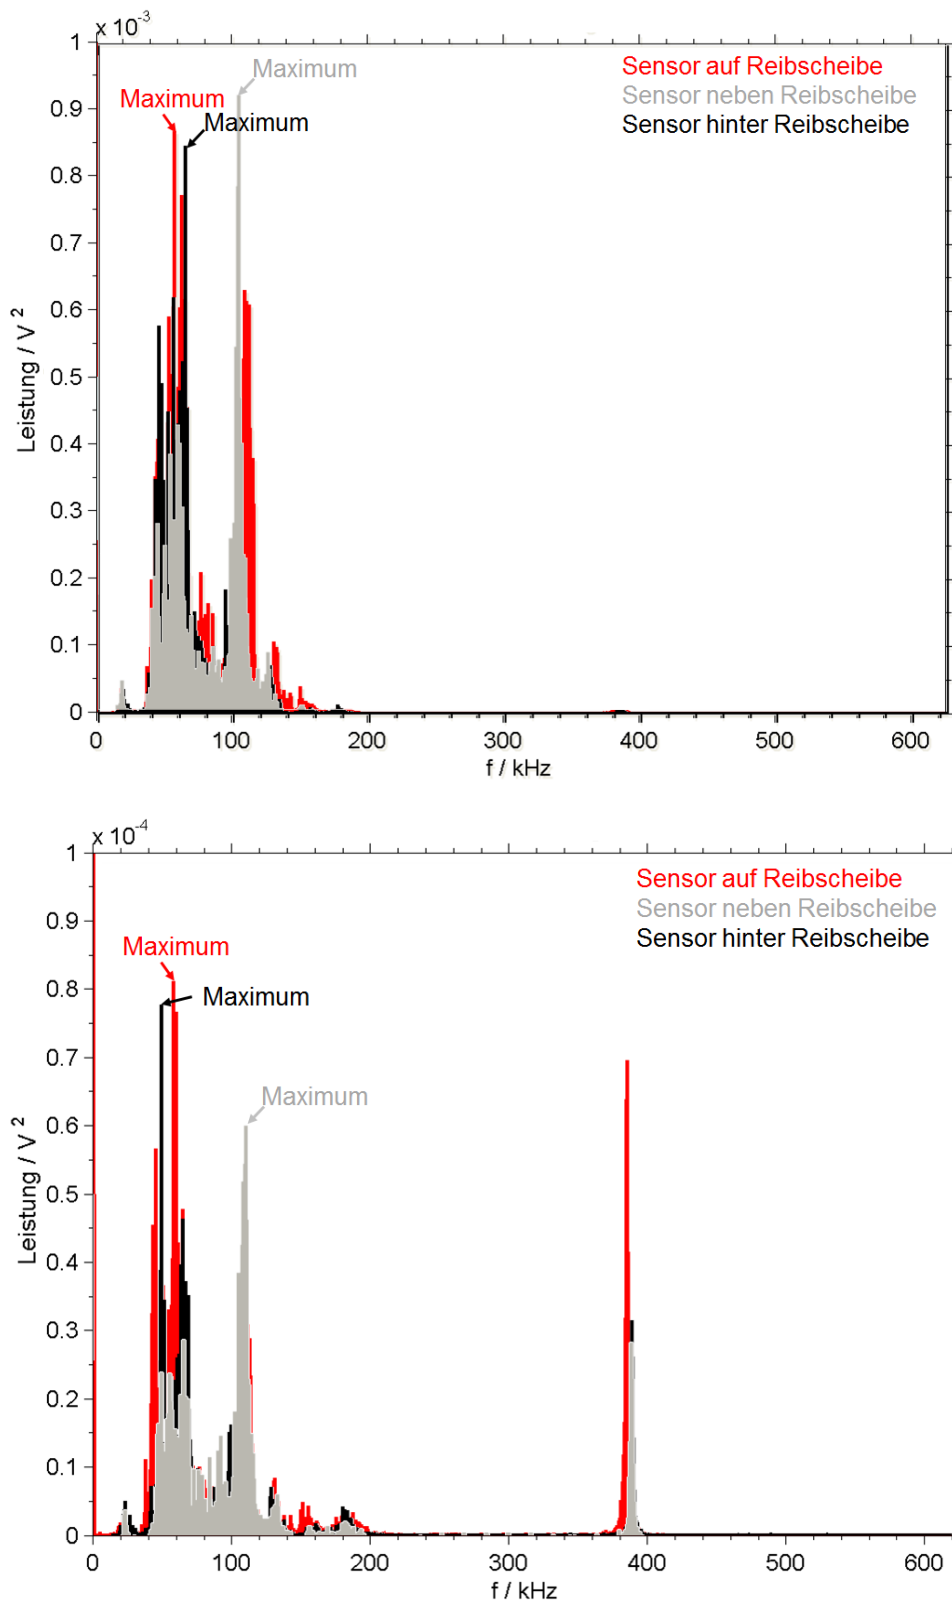 x 10-3
1
Maximum
Sensor auf Reibscheibe
Maximum
Sensor neben Reibscheibe
0.9
Maximum
Sensor hinter Reibscheibe
0.8
0.7
0.6
0.5
0.4
0.3
0.2
0.1
0
Leistung / V 2
0 100 200 300 400 500 600
f / kHz
x 10-4
1
Sensor auf Reibscheibe
Sensor neben Reibscheibe
0.9
Maximum
Sensor hinter Reibscheibe
0.8
Maximum
0.7
0.6
Maximum
0.5
0.4
0.3
0.2
0.1
0
Leistung / V 2
0 100 200 300 400 500 600
f / kHz